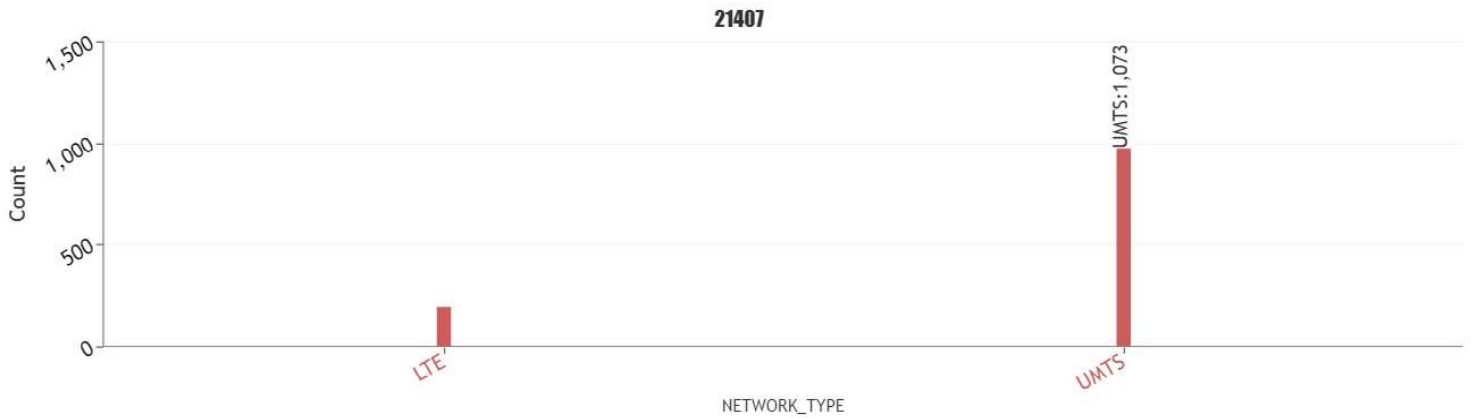 21407
1,500
1,000
500
0
Count
UMTS:1,073
LTE
UMTS
NETWORK_TYPE